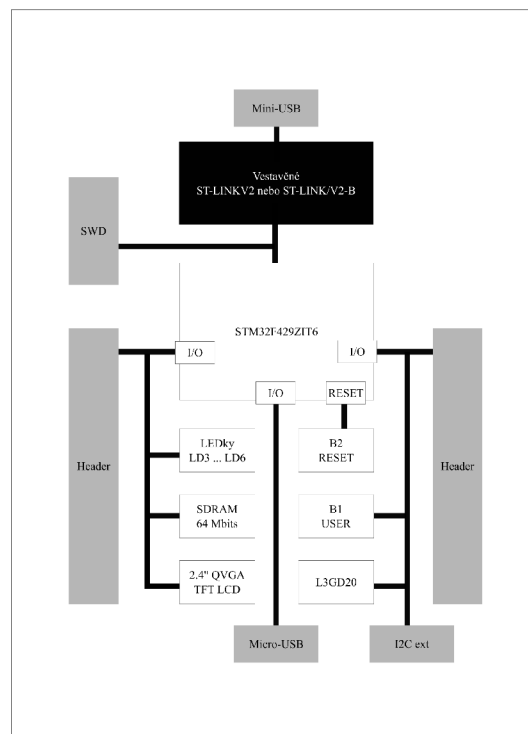 Mini-USB
Vestavěné
ST-LINKV2 nebo ST-LINK/V2-B
SWD
STM32F429ZIT6
I/O
I/O
I/O
RESET
Header
LEDky
LD3 ... LD6
B2
RESET
Header
SDRAM
64 Mbits
B1
USER
2.4" QVGA
TFT LCD
L3GD20
Micro-USB
I2C ext